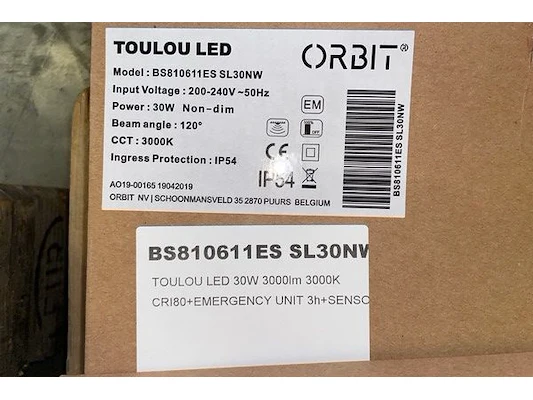 TOULOU LED
ORBIT®
Model : BS810611ES SL30NW
Input Voltage : 200-240V ~50Hz
Power : 30W Non-dim
EM
Beam angle : 120°
OFF
CCT : 3000K
CE
Ingress Protection : IP54
IP54
AO19-00165 19042019
ORBIT NV | SCHOONMANSVELD 35 2870 PUURS BELGIUM
BS810611ES SL30NW
BS810611ES SL30NW
TOULOU LED 30W 3000lm 3000K
CRI80+EMERGENCY UNIT 3h+SENSO